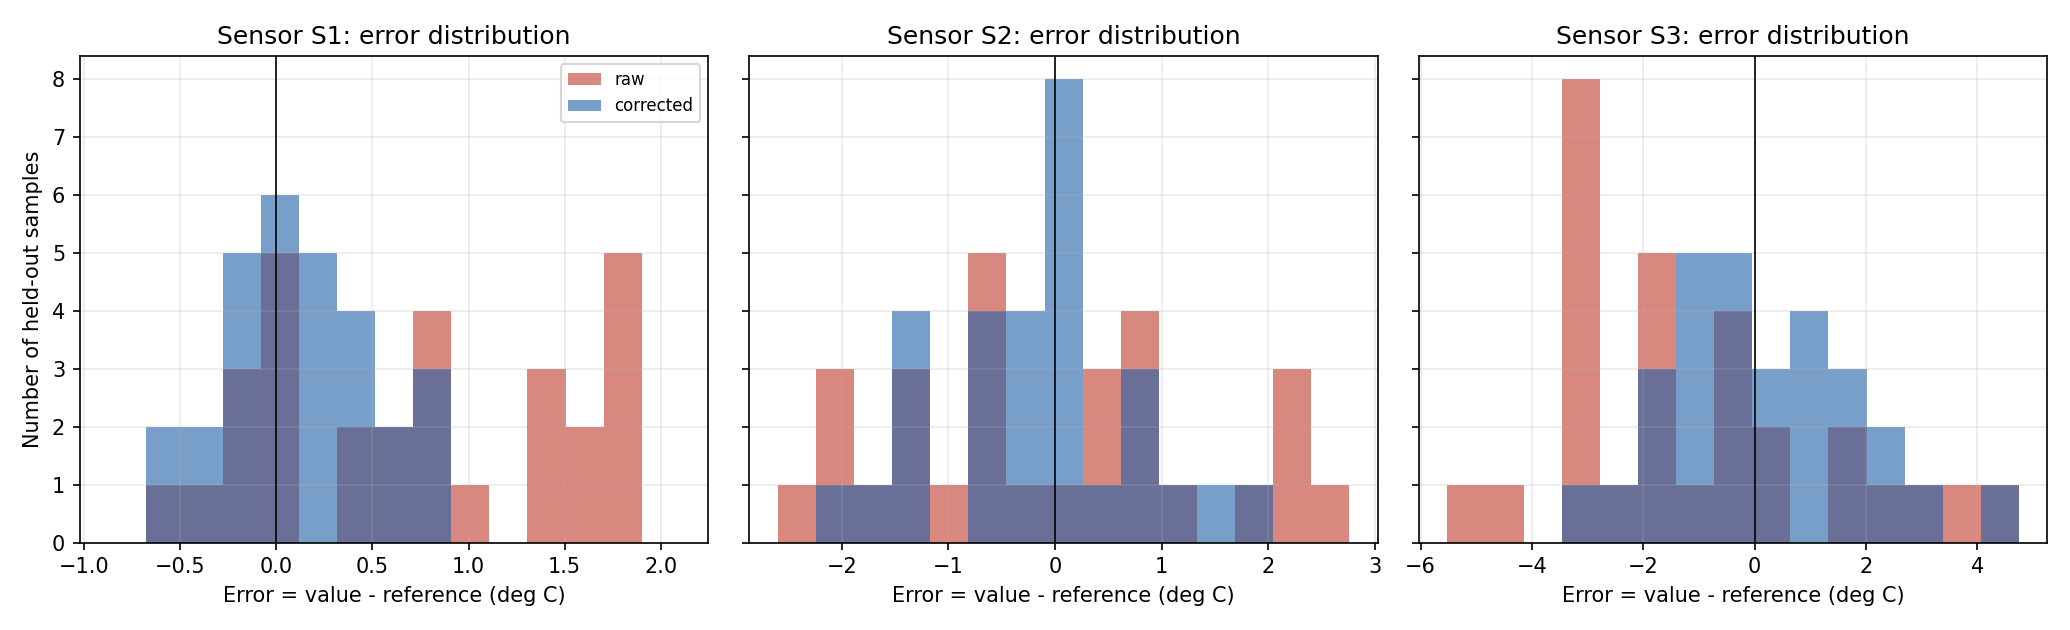 Sensor S1: error distribution
raw
corrected
Number of held-out samples
8
7
6
5
4
3
2
1
0
−1.0 −0.5 0.0 0.5 1.0 1.5 2.0
Error = value - reference (deg C)
Sensor S2: error distribution
−2 −1 0 1 2 3
Error = value - reference (deg C)
Sensor S3: error distribution
−6 −4 −2 0 2 4
Error = value - reference (deg C)